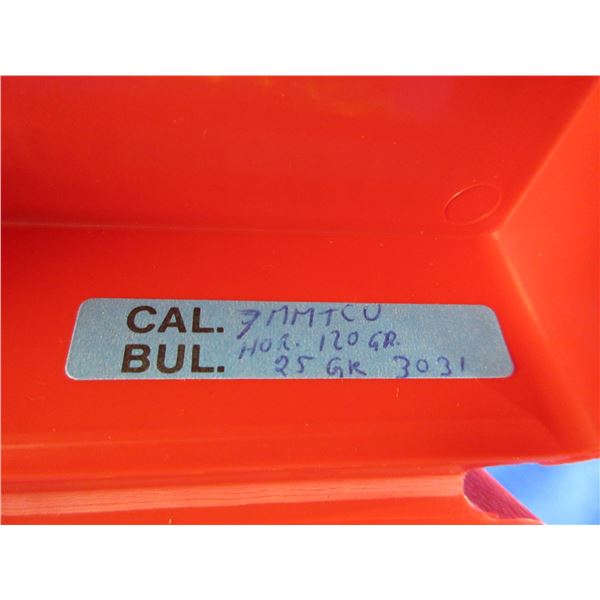 CAL. 7MMTCU
BUL. HOR. 120 GR.
25 GR 3031